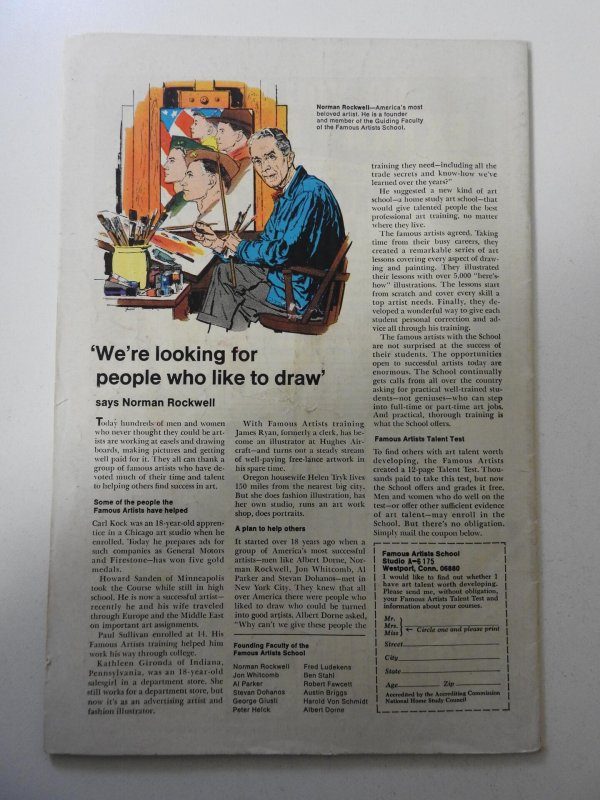 Norman Rockwell—America's most
beloved artist. He is a founder
and member of the Guiding Faculty
of the Famous Artists School.
'We're looking for
people who like to draw'
says Norman Rockwell
Today hundreds of men and women
who never thought they could be art-
ists are working at easels and drawing
boards, making pictures and getting
well paid for it. They all can thank a
group of famous artists who have de-
voted much of their time and talent
to helping others find success in art.
Some of the people the
Famous Artists have helped
Carl Kock was an 18-year-old appren-
tice in a Chicago art studio when he
enrolled. Today he prepares ads for
such companies as General Motors
and Firestone—has won five gold
medals.
Howard Sanden of Minneapolis
took the Course while still in high
school. He is now a successful artist—
recently he and his wife traveled
through Europe and the Middle East
on important art assignments.
Paul Sullivan enrolled at 14. His
Famous Artists training helped him
work his way through college.
Kathleen Gironda of Indiana,
Pennsylvania, was an 18-year-old
salesgirl in a department store. She
still works for a department store, but
now it's as an advertising artist and
fashion illustrator.
With Famous Artists training
James Ryan, formerly a clerk, has be-
come an illustrator at Hughes Air-
craft—and turns out a steady stream
of well-paying free-lance artwork in
his spare time.
Oregon housewife Helen Tryk lives
150 miles from the nearest big city.
But she does fashion illustration, has
her own studio, runs an art work
shop, does portraits.
A plan to help others
It started over 18 years ago when a
group of America's most successful
artists—men like Albert Dorne, Nor-
man Rockwell, Jon Whitcomb, Al
Parker and Stevan Dohanos—met in
New York City. They knew that all
over America there were people who
liked to draw who could be turned
into good artists. Albert Dorne asked,
"Why can't we give these people the
Founding Faculty of the
Famous Artists School
Norman Rockwell
Jon Whitcomb
Al Parker
Stevan Dohanos
George Giusti
Peter Helck
Fred Ludekens
Ben Stahl
Robert Fawcett
Austin Briggs
Harold Von Schmidt
Albert Dorne
training they need—including all the
trade secrets and know-how we've
learned over the years?"
He suggested a new kind of art
school—a home study art school—that
would give talented people the best
professional art training, no matter
where they live.
The famous artists agreed. Taking
time from their busy careers, they
created a remarkable series of art
lessons covering every aspect of draw-
ing and painting. They illustrated
their lessons with over 5,000 "here's-
how" illustrations. The lessons start
from scratch and cover every skill a
top artist needs. Finally, they de-
veloped a wonderful way to give each
student personal correction and ad-
vice all through his training.
The famous artists with the School
are not surprised at the success of
their students. The opportunities
open to successful artists today are
enormous. The School continually
gets calls from all over the country
asking for practical well-trained stu-
dents—not geniuses—who can step
into full-time or part-time art jobs.
And practical, thorough training is
what the School offers.
Famous Artists Talent Test
To find others with art talent worth
developing, the Famous Artists
created a 12-page Talent Test. Thou-
sands paid to take this test, but now
the School offers and grades it free.
Men and women who do well on the
test—or offer other sufficient evidence
of art talent—may enroll in the
School. But there's no obligation.
Simply mail the coupon below.
Famous Artists School
Studio A-6175
Westport, Conn. 06880
I would like to find out whether I
have art talent worth developing.
Please send me, without obligation,
your Famous Artists Talent Test and
information about your courses.
Mr.
Mrs. ← Circle one and please print
Miss
Street
City
State
Age Zip
Accredited by the Accrediting Commission
National Home Study Council